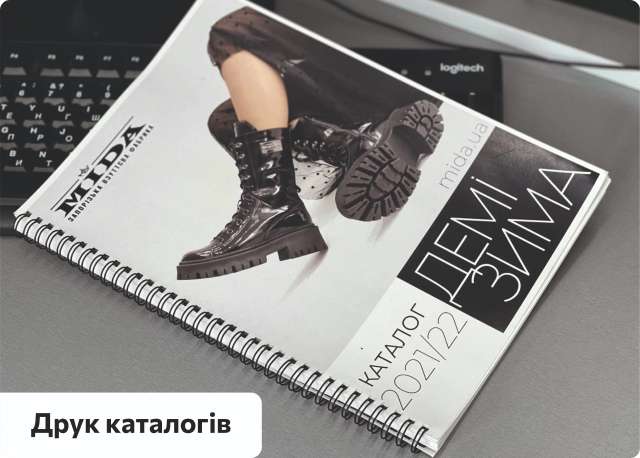 logitech
MIDA
ЗАПОРІЗЬКА ВЗУТТЄВА ФАБРИКА
mida.ua
ДЕМІ
ЗИМА
КАТАЛОГ
2021/22
Друк каталогів